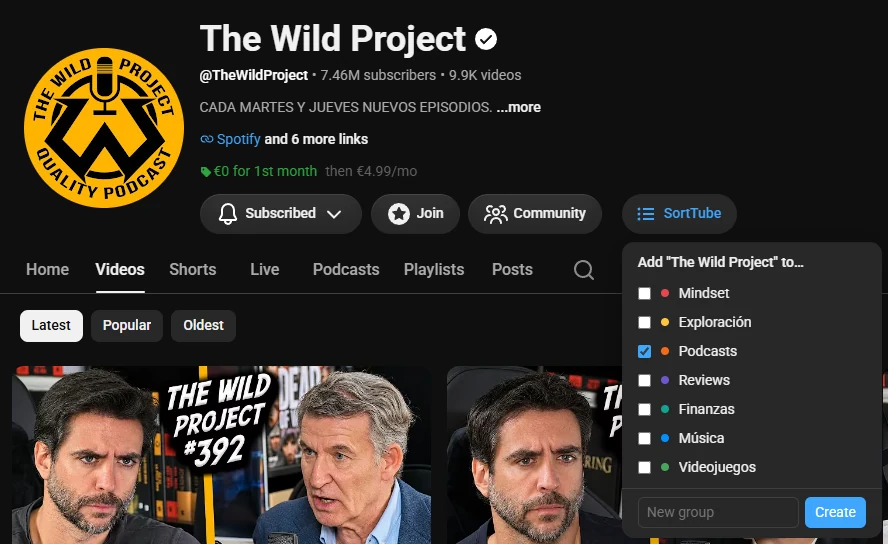 The Wild Project
@TheWildProject • 7.46M subscribers • 9.9K videos
CADA MARTES Y JUEVES NUEVOS EPISODIOS. ...more
Spotify and 6 more links
€0 for 1st month then €4.99/mo
THE WILD PROJECT
QUALITY PODCAST
Subscribed
Join
Community
SortTube
Home
Videos
Shorts
Live
Podcasts
Playlists
Posts
Add "The Wild Project" to...
Mindset
Exploración
Podcasts
Reviews
Finanzas
Música
Videojuegos
New group
Create
Latest
Popular
Oldest
THE WILD
PROJECT
#392
DEAD